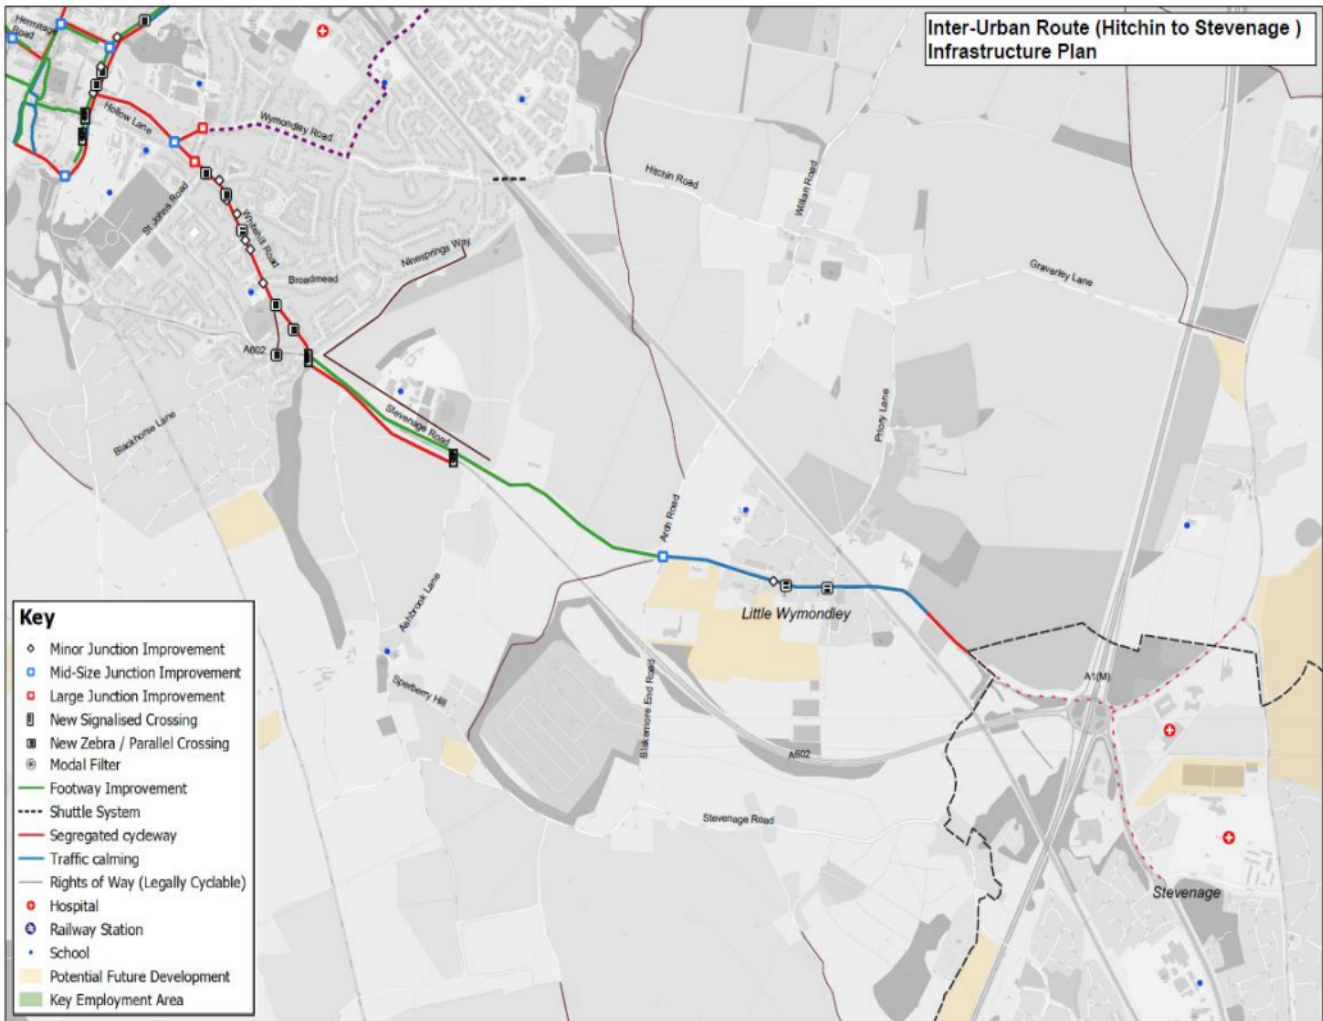 Inter-Urban Route (Hitchin to Stevenage )
Infrastructure Plan
Hermitage
Road
Hollow Lane
Wymondley Road
St Johns Road
Whitehill Road
Hitchin Road
Willian Road
Ninesprings Way
Broadmead
Graverley Lane
A602
Blackhorse Lane
Stevenage Road
Priory Lane
Arch Road
Ashbrook Lane
Little Wymondley
Sperberry Hill
Blakemore End Road
A1(M)
A602
Stevenage Road
Stevenage
Key
Minor Junction Improvement
Mid-Size Junction Improvement
Large Junction Improvement
New Signalised Crossing
New Zebra / Parallel Crossing
Modal Filter
Footway Improvement
Shuttle System
Segregated cycleway
Traffic calming
Rights of Way (Legally Cyclable)
Hospital
Railway Station
School
Potential Future Development
Key Employment Area